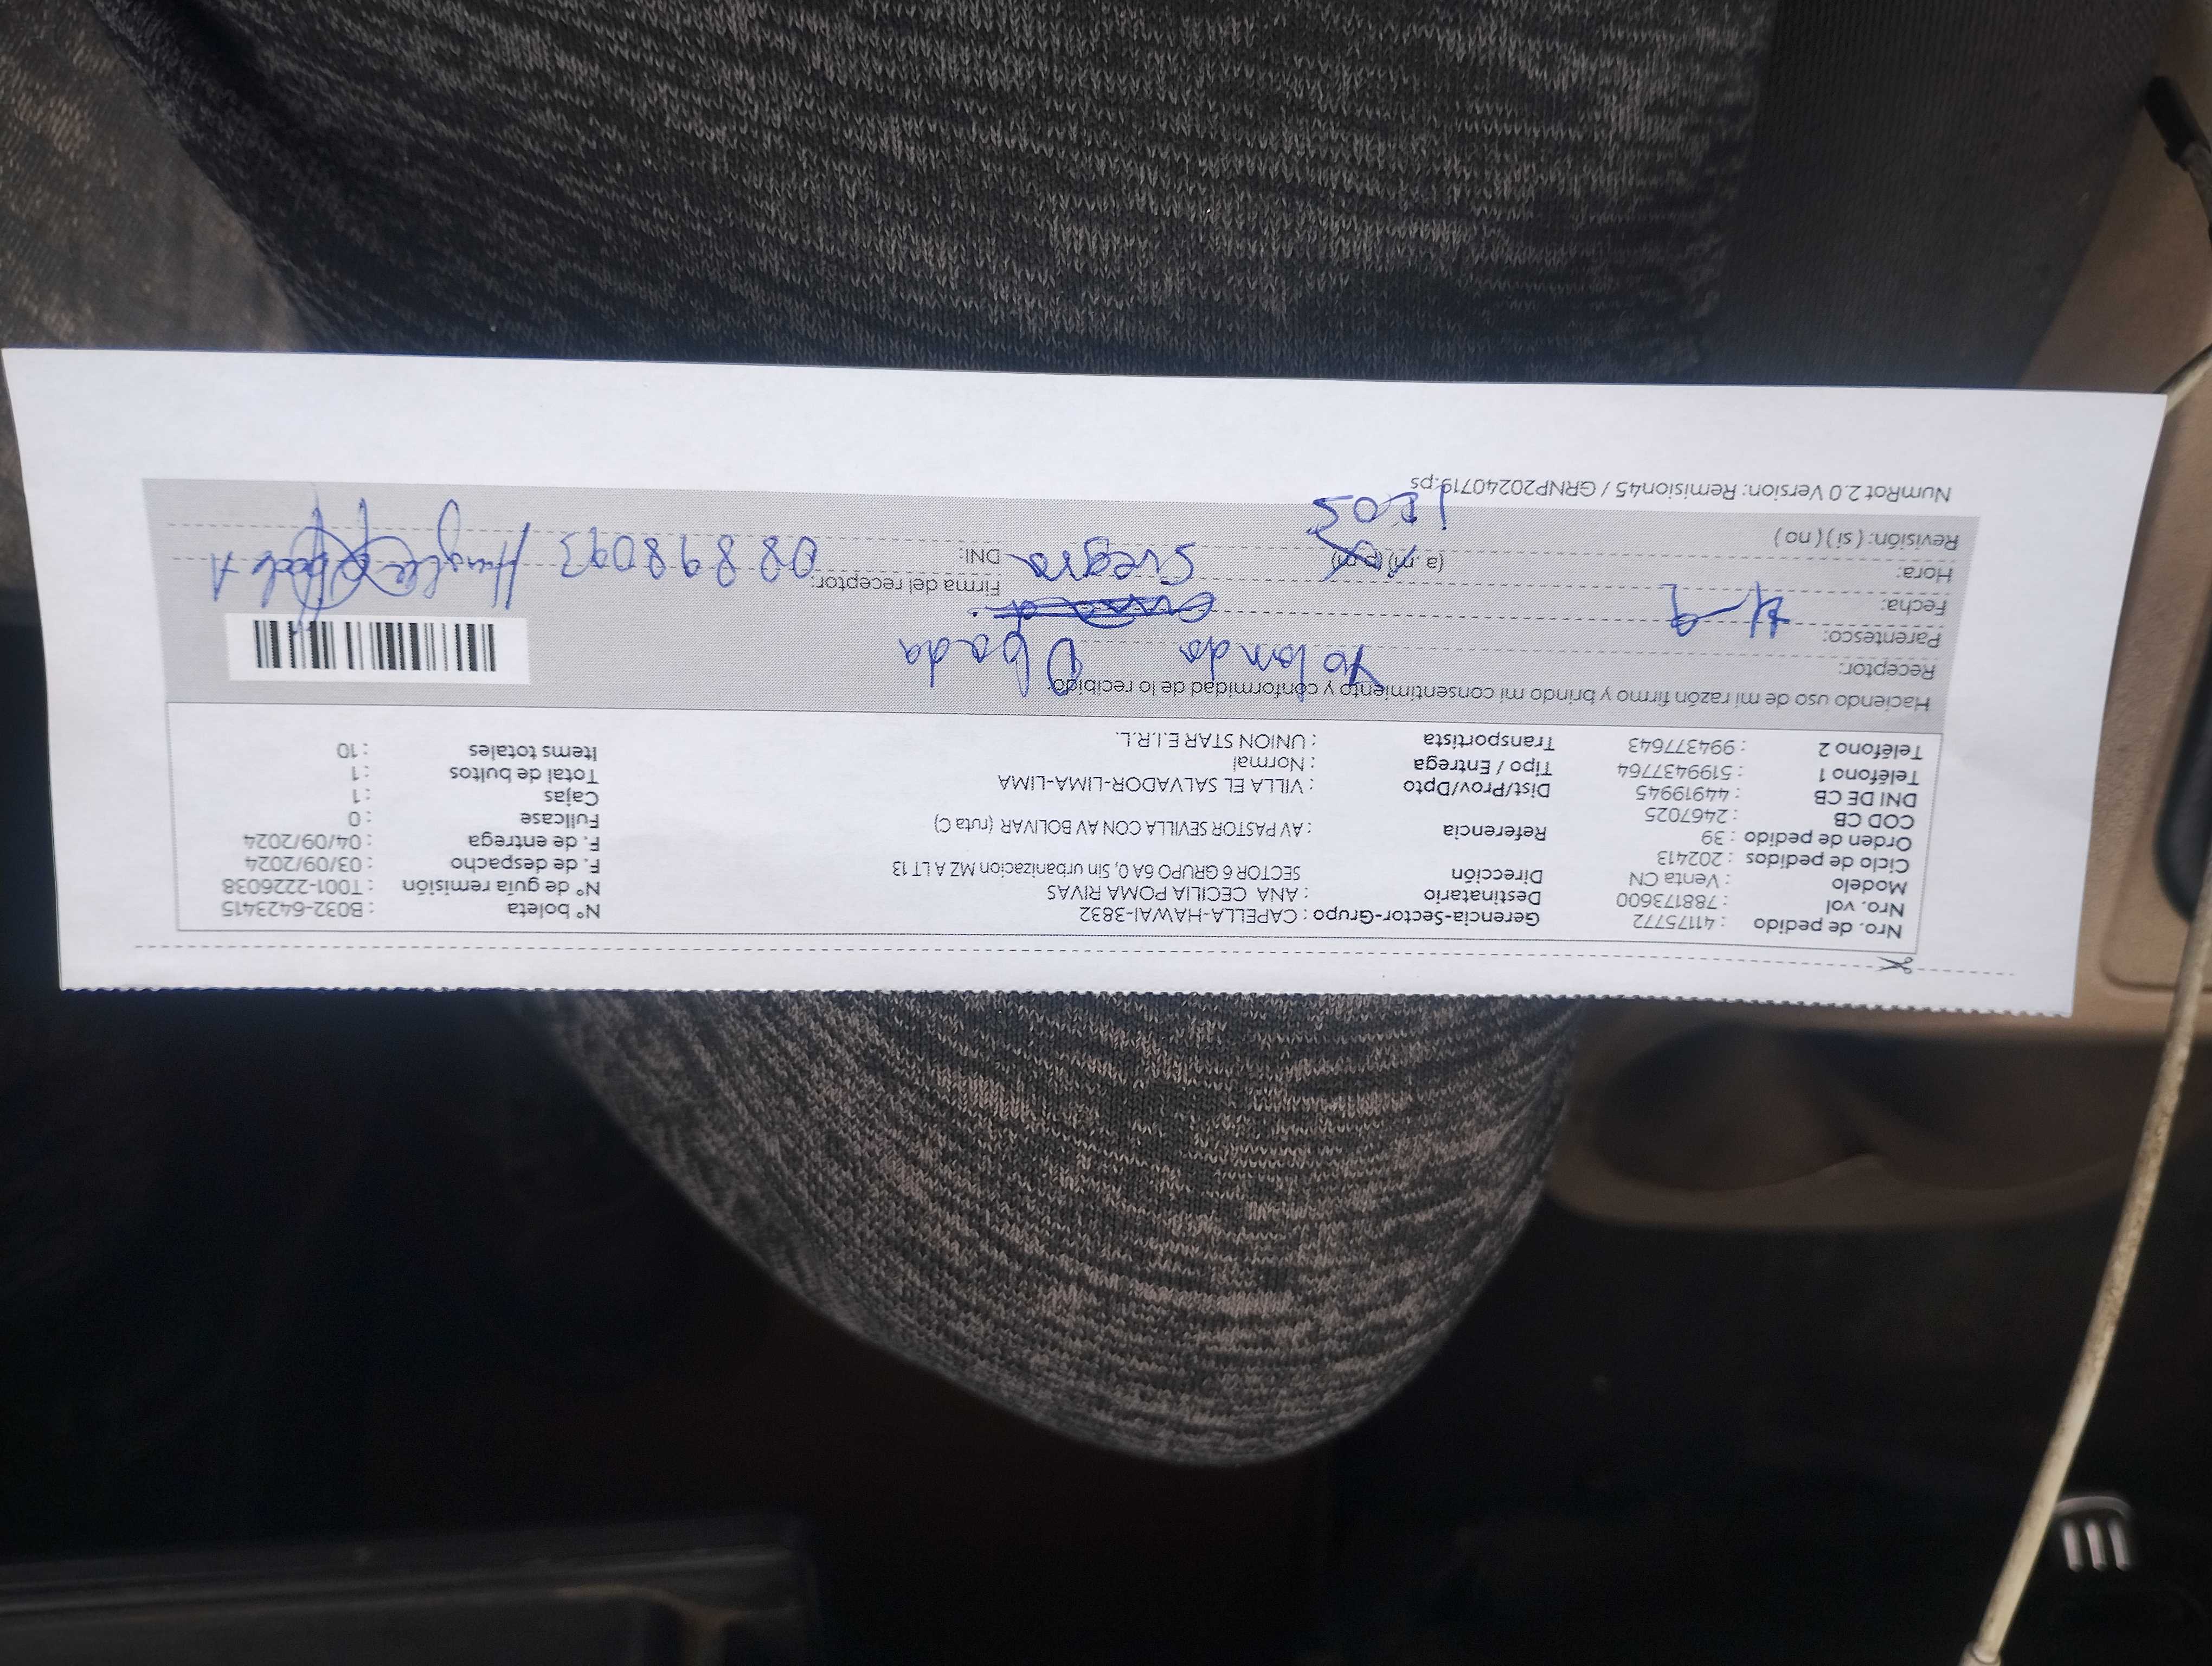 Nro. de pedido : 41175772
Nro. vol : 788173600
Modelo : Venta CN
Ciclo de pedidos : 202413
Orden de pedido : 39
COD CB : 2467025
DNI DE CB : 44919945
Teléfono 1 : 5199437764
Teléfono 2 : 994377643
Gerencia-Sector-Grupo : CAPELLA-HAWAI-3832
Destinatario : ANA CECILIA POMA RIVAS
Dirección SECTOR 6 GRUPO 6A 0, Sin urbanizacion MZ A LT 13
Referencia : AV PASTOR SEVILLA CON AV BOLIVAR (ruta C)
Dist/Prov/Dpto : VILLA EL SALVADOR-LIMA-LIMA
Tipo / Entrega : Normal
Transportista : UNION STAR E.I.R.L.
N° boleta : B032-6423415
N° de guía remisión : T001-2226038
F. de despacho : 03/09/2024
F. de entrega : 04/09/2024
Fullcase : 0
Cajas : 1
Total de bultos : 1
Items totales : 10
Haciendo uso de mi razón firmo y brindo mi consentimiento y conformidad de lo recibido.
Receptor: Yolanda Obada
Parentesco:
Fecha: 4-9
Hora: (a.m) (p.m)
Suegra
Firma del receptor:
DNI: 08898093
Revisión: ( si ) ( no )
1205
NumRot 2.0 Version: Remision45 / GRNP20240719.ps